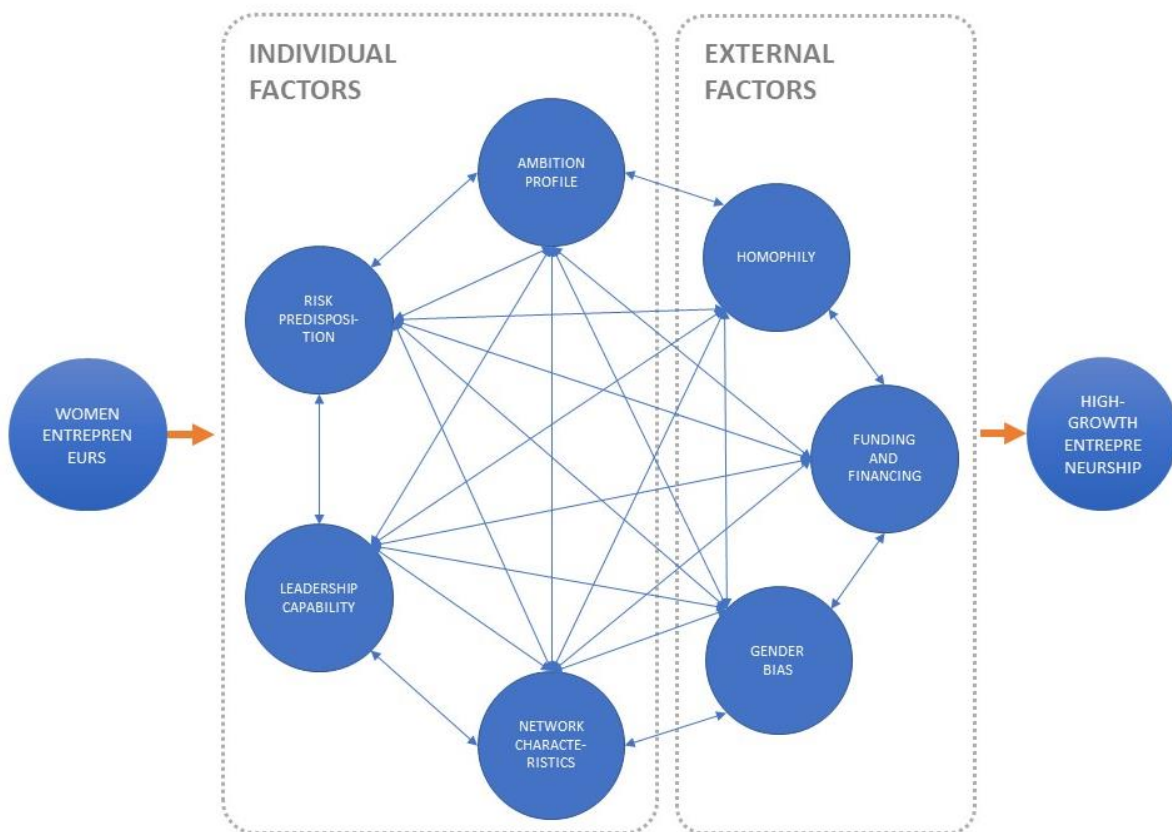 INDIVIDUAL
FACTORS
EXTERNAL
FACTORS
AMBITION
PROFILE
HOMOPHILY
RISK
PREDISPOSI-
TION
WOMEN
ENTREPREN
EURS
FUNDING
AND
FINANCING
HIGH-
GROWTH
ENTREPRE
NEURSHIP
LEADERSHIP
CAPABILITY
GENDER
BIAS
NETWORK
CHARACTE-
RISTICS